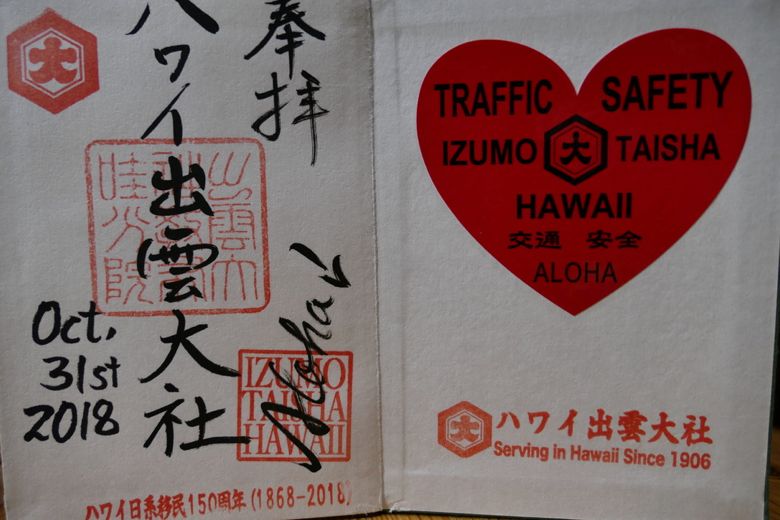 大
奉拝
ハワイ出雲大社
Oct.
31st
2018
Aloha
IZUMO
TAISHA
HAWAII
ハワイ日系移民150周年(1868-2018)
TRAFFIC SAFETY
IZUMO 大 TAISHA
HAWAII
交通 安全
ALOHA
大 ハワイ出雲大社
Serving in Hawaii Since 1906